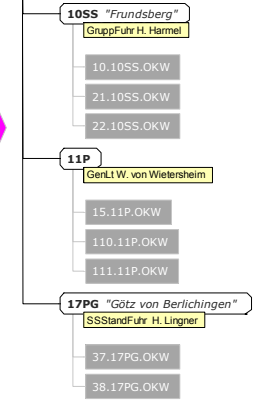 10SS "Frundsberg"
GruppFuhr H. Harmel
10.10SS.OKW
21.10SS.OKW
22.10SS.OKW
11P
GenLt W. von Wietersheim
15.11P.OKW
110.11P.OKW
111.11P.OKW
17PG "Götz von Berlichingen"
SSStandFuhr H. Lingner
37.17PG.OKW
38.17PG.OKW